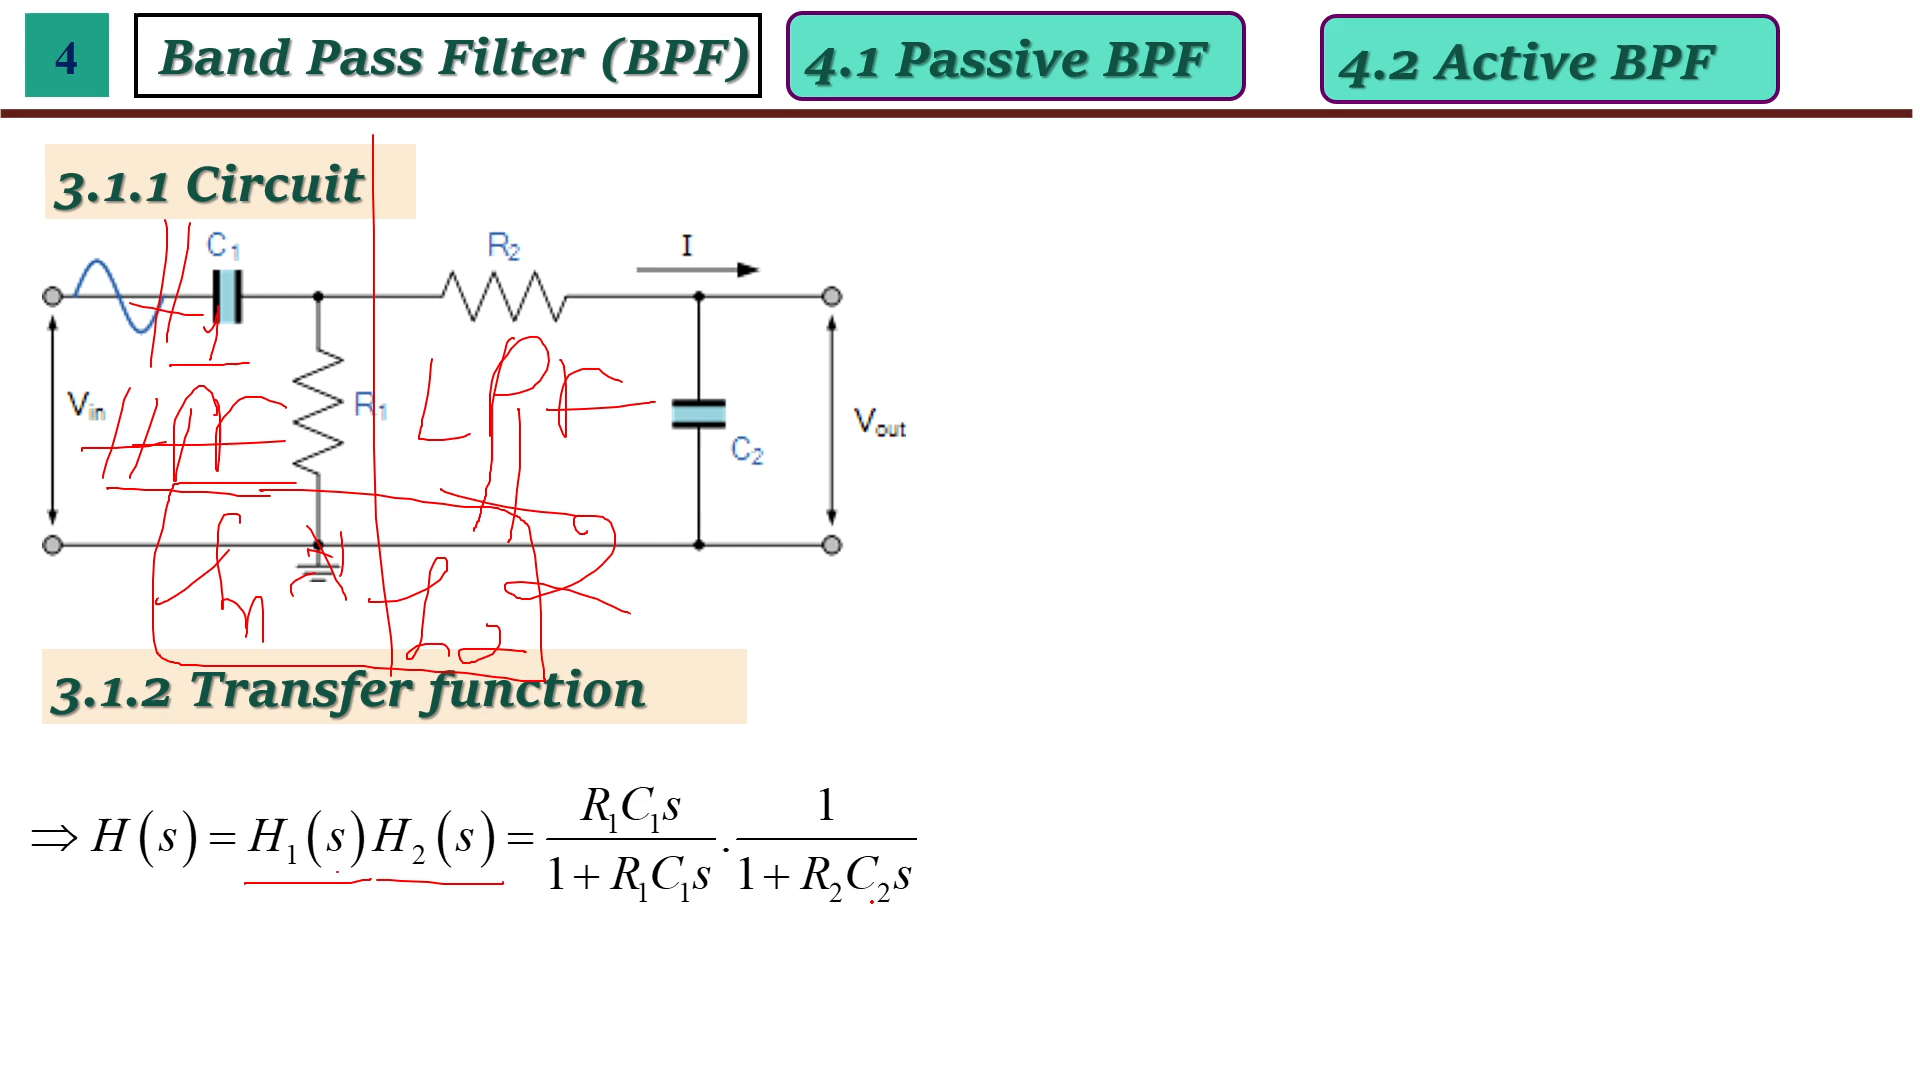 4 Band Pass Filter (BPF) 4.1 Passive BPF 4.2 Active BPF
3.1.1 Circuit
C1 R2 I
H1
Vin HPF R1 LPF C2 Vout
H2
3.1.2 Transfer function
⇒ H(s) = H₁(s)H₂(s) = R₁C₁s / (1 + R₁C₁s) . 1 / (1 + R₂C₂s)